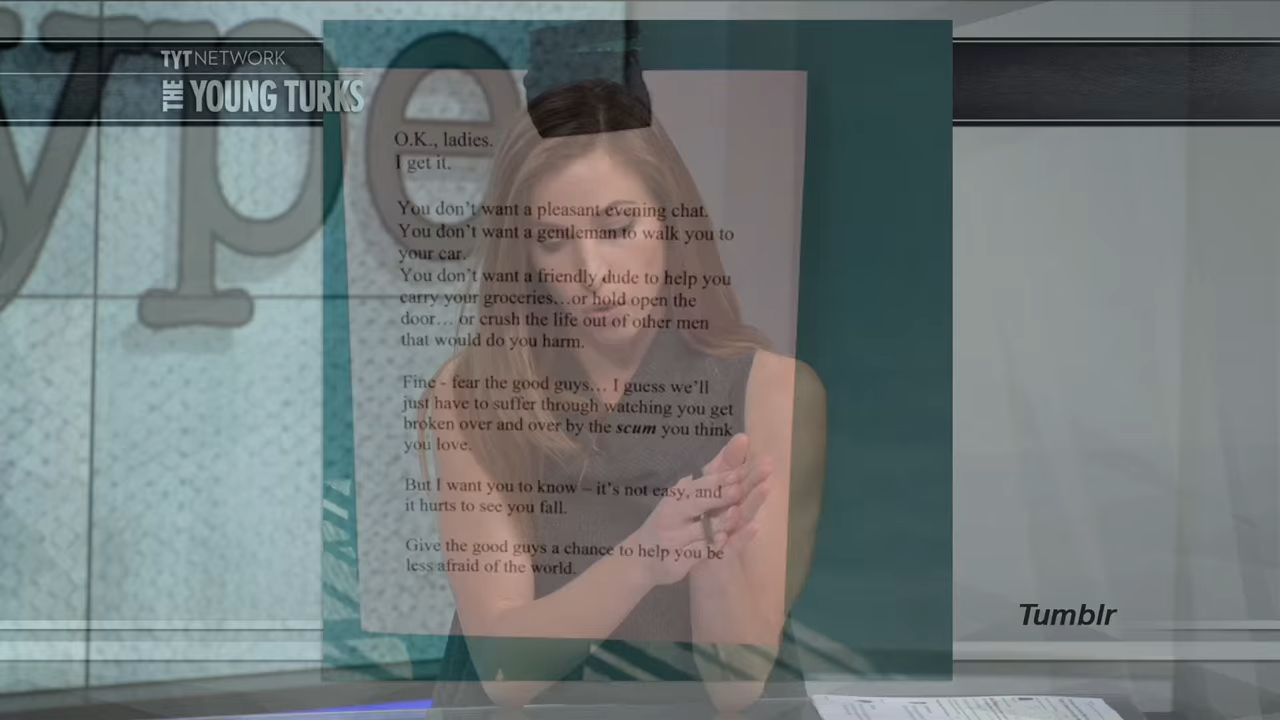 ype
TYT NETWORK
THE YOUNG TURKS
O.K., ladies.
I get it.
You don't want a pleasant evening chat.
You don't want a gentleman to walk you to
your car.
You don't want a friendly dude to help you
carry your groceries…or hold open the
door… or crush the life out of other men
that would do you harm.
Fine - fear the good guys… I guess we'll
just have to suffer through watching you get
broken over and over by the scum you think
you love.
But I want you to know – it's not easy, and
it hurts to see you fall.
Give the good guys a chance to help you be
less afraid of the world.
Tumblr